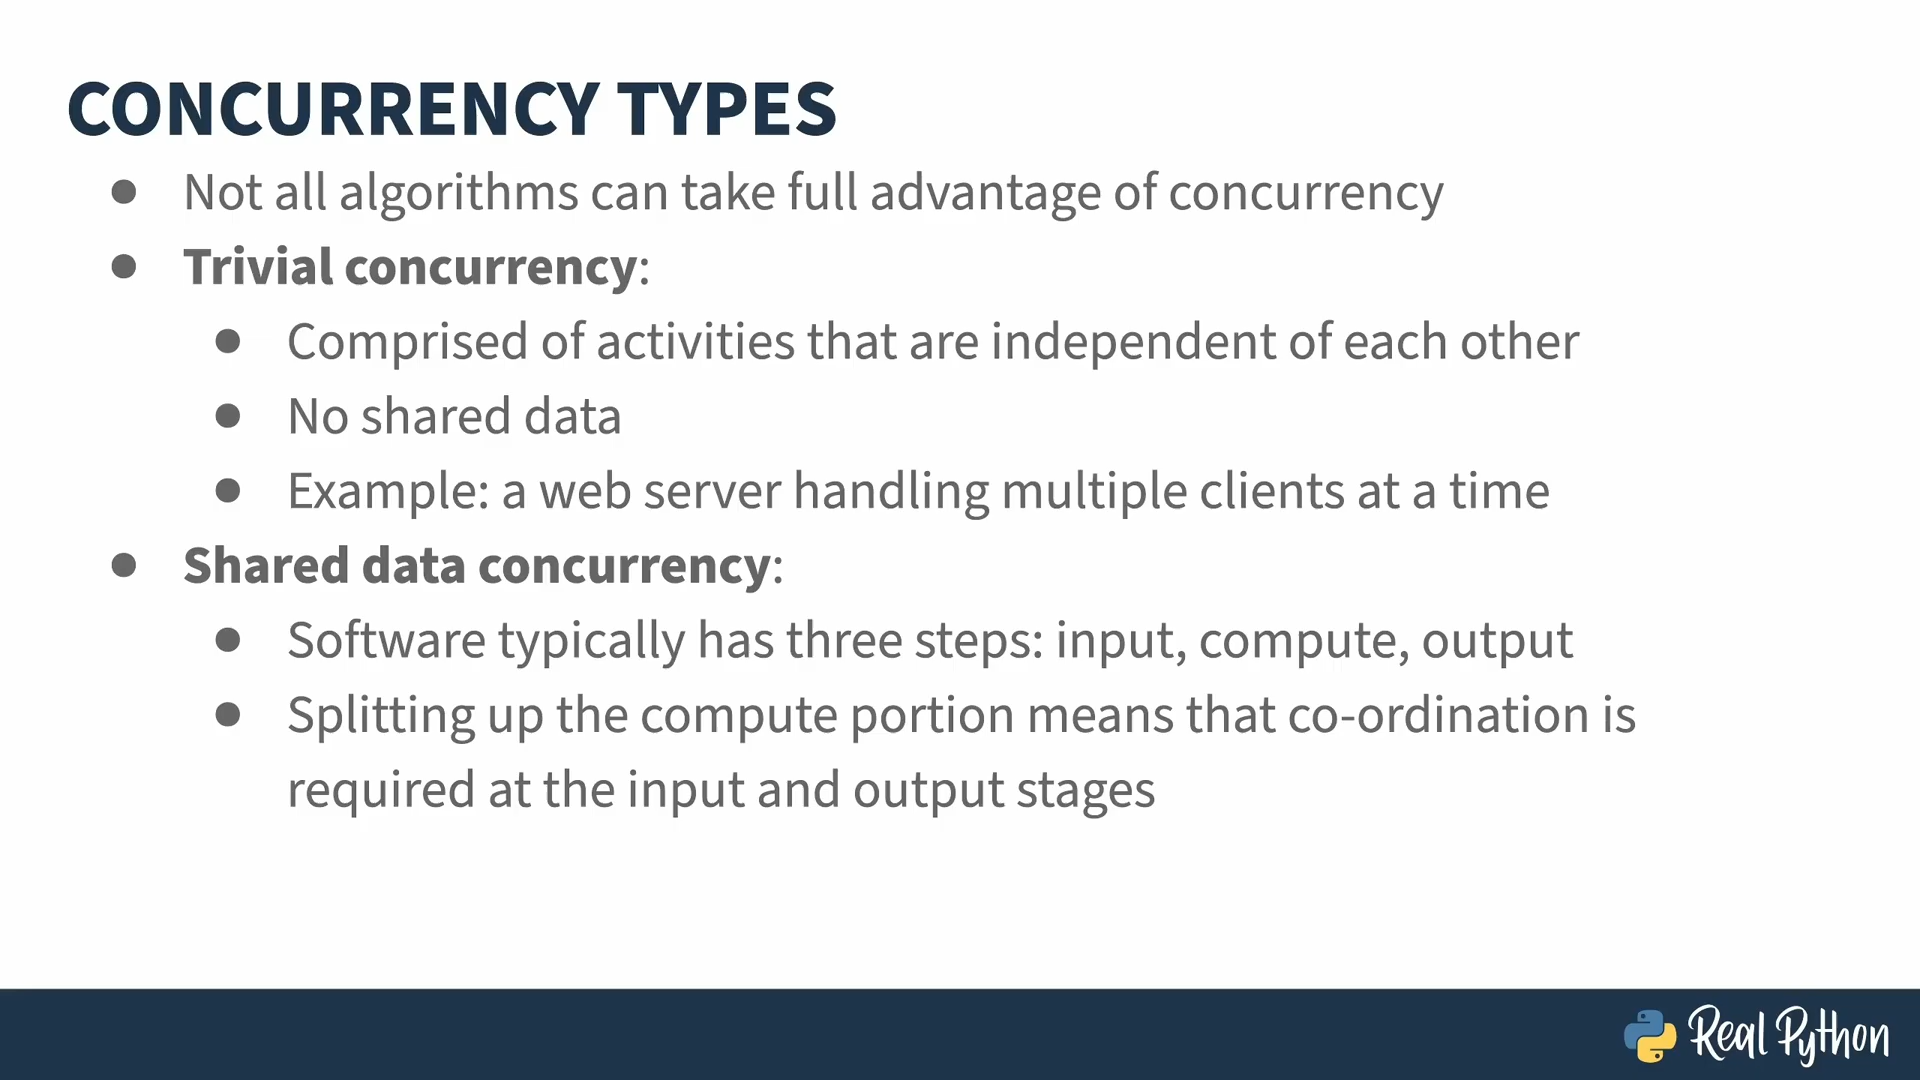 CONCURRENCY TYPES
● Not all algorithms can take full advantage of concurrency
● Trivial concurrency:
● Comprised of activities that are independent of each other
● No shared data
● Example: a web server handling multiple clients at a time
● Shared data concurrency:
● Software typically has three steps: input, compute, output
● Splitting up the compute portion means that co-ordination is
required at the input and output stages
Real Python